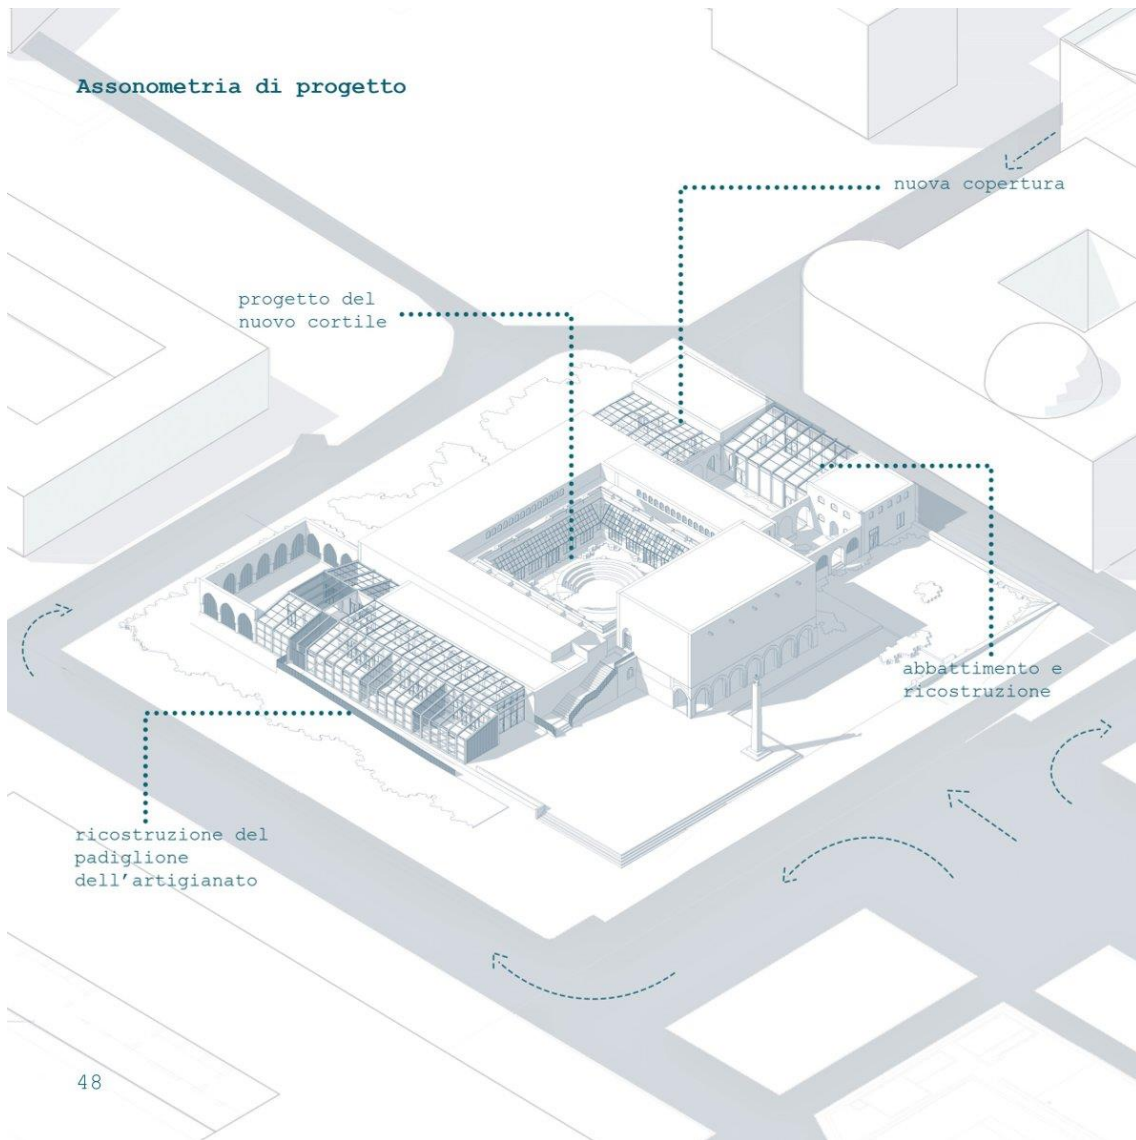 Assonometria di progetto
nuova copertura
progetto del
nuovo cortile
abbattimento e
ricostruzione
ricostruzione del
padiglione
dell'artigianato
48